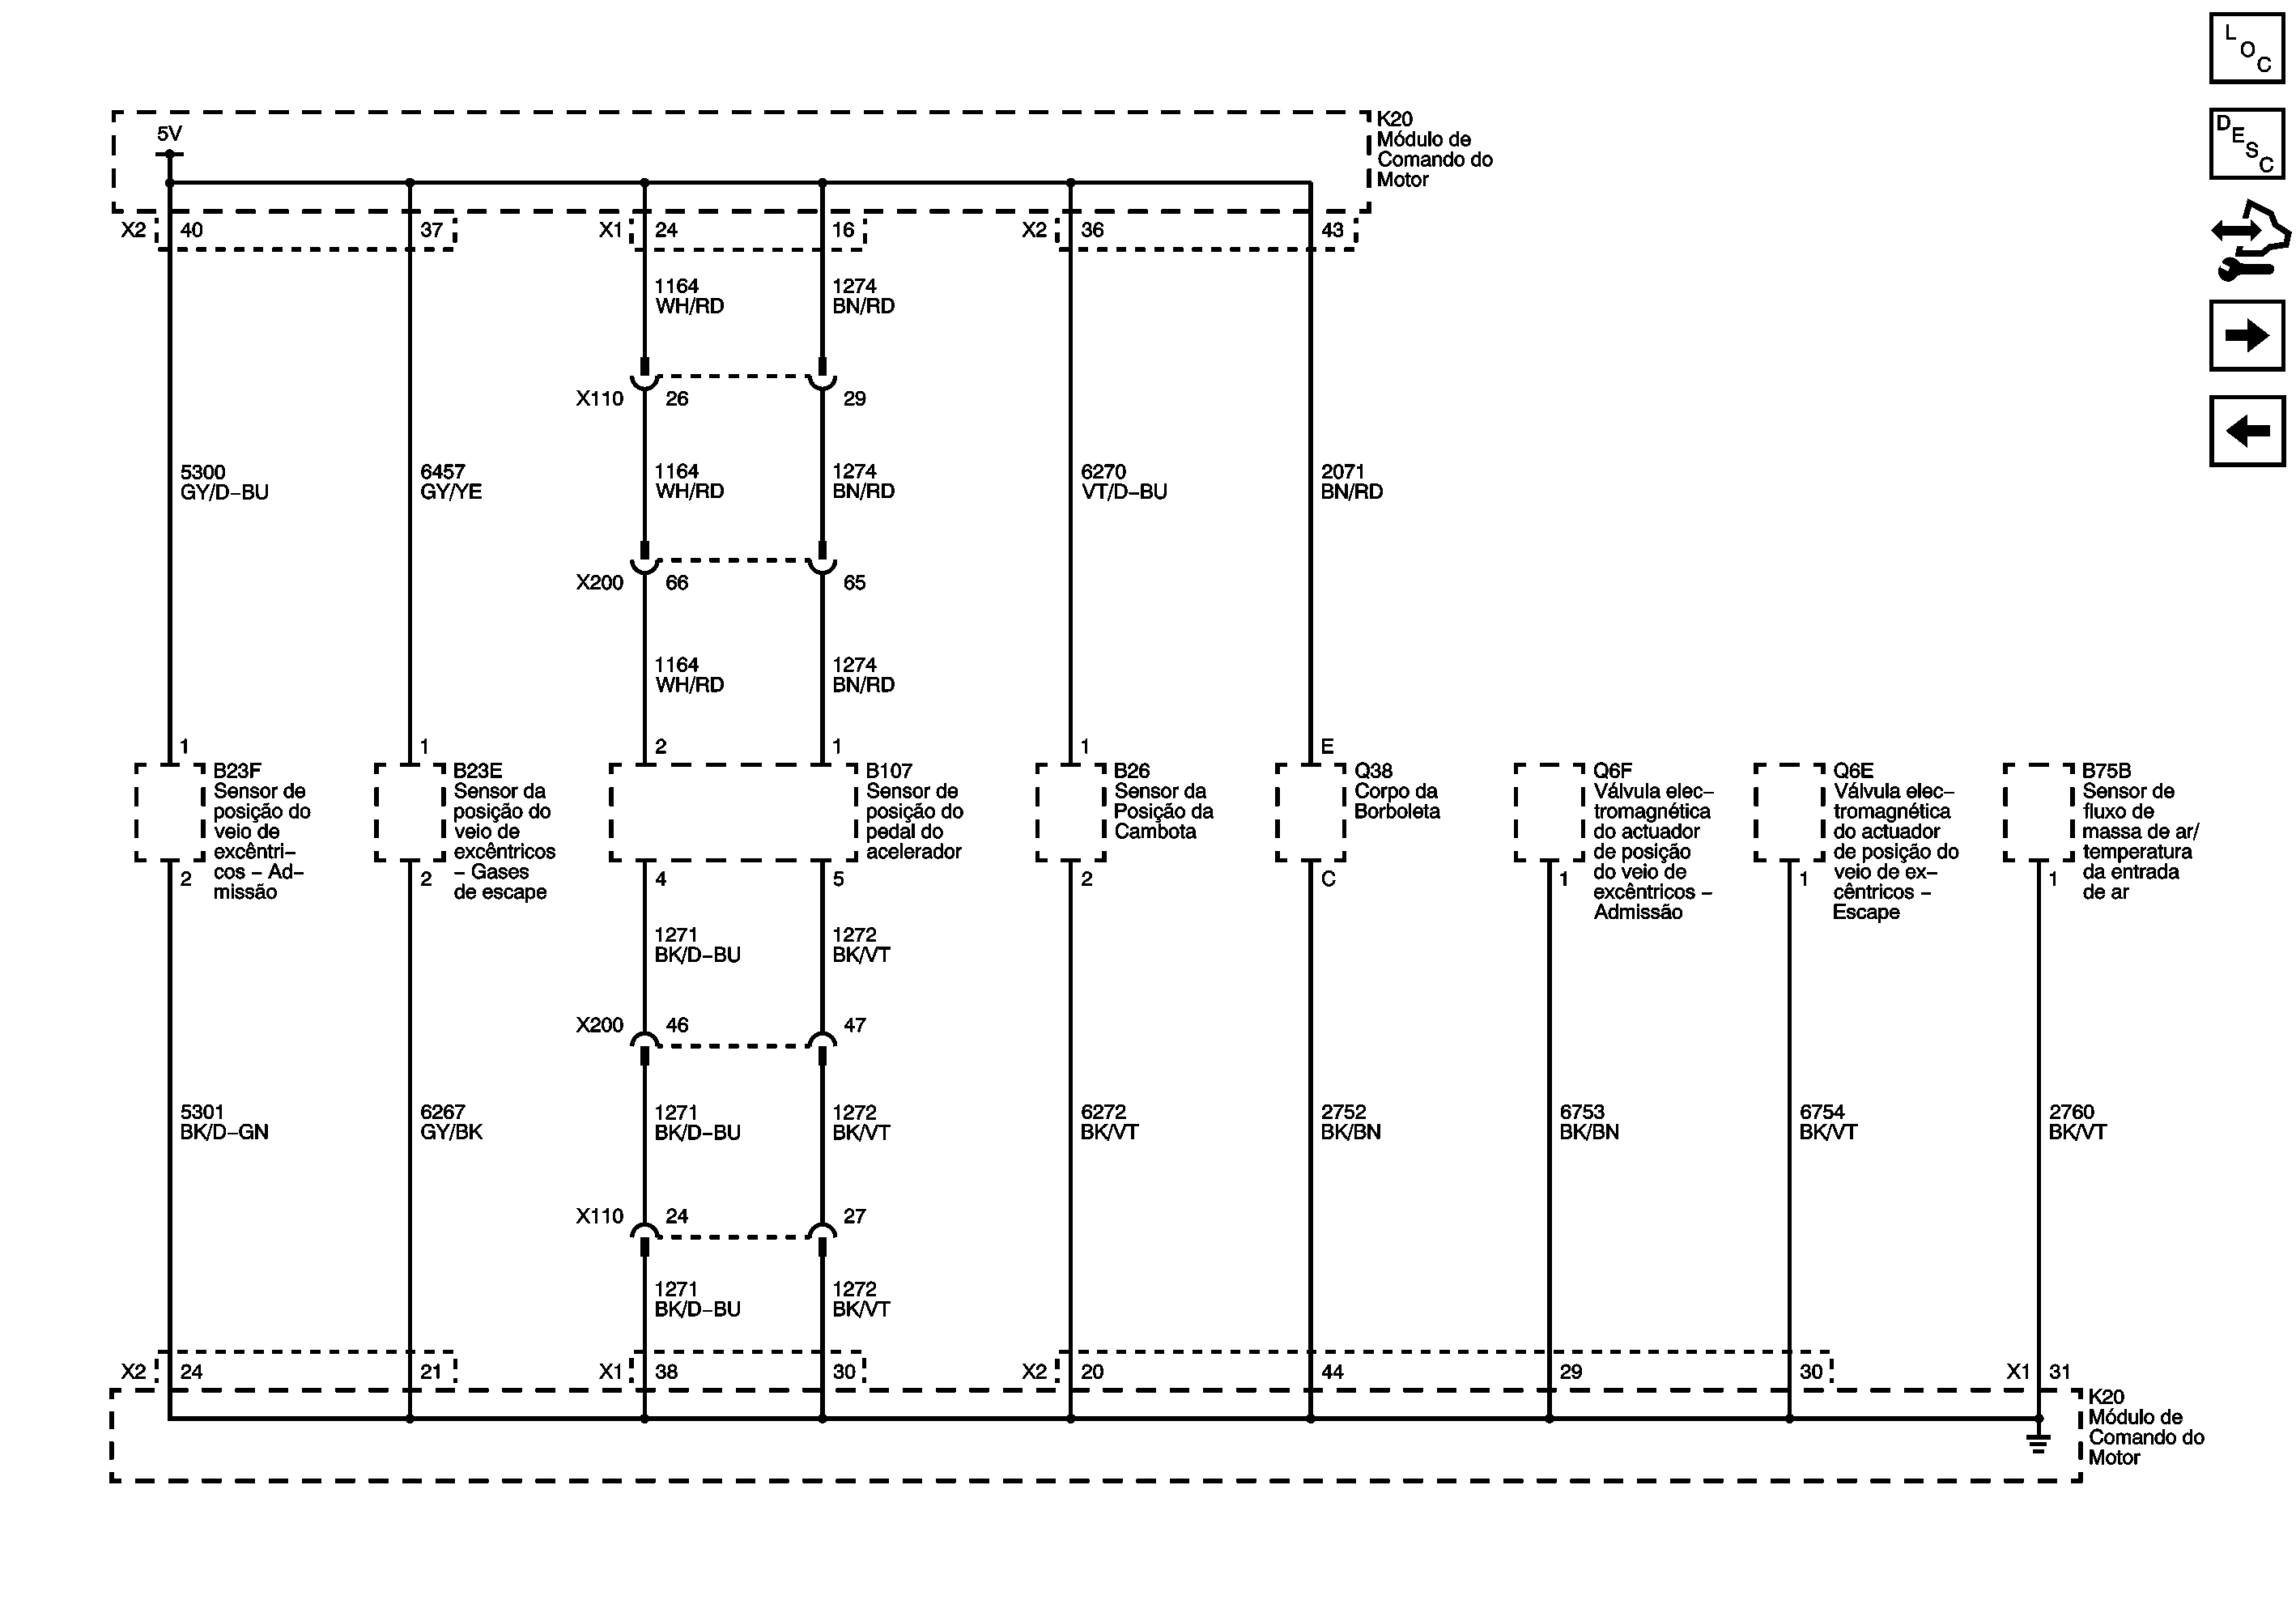 L
O
C
D
E
S
C
5V
K20
Módulo de
Comando do
Motor
X2 40 37 X1 24 16 X2 36 43
1164
WH/RD
1274
BN/RD
X110 26 29
5300
GY/D-BU
6457
GY/YE
1164
WH/RD
1274
BN/RD
6270
VT/D-BU
2071
BN/RD
X200 66 65
1164
WH/RD
1274
BN/RD
1 1 2 1 1 E
B23F
Sensor de
posição do
veio de
excêntri-
cos - Ad-
missão
B23E
Sensor da
posição do
veio de
excêntricos
- Gases
de escape
B107
Sensor de
posição do
pedal do
acelerador
B26
Sensor da
Posição da
Cambota
Q38
Corpo da
Borboleta
Q6F
Válvula elec-
tromagnética
do actuador
de posição
do veio de
excêntricos -
Admissão
Q6E
Válvula elec-
tromagnética
do actuador
de posição do
veio de ex-
cêntricos -
Escape
B75B
Sensor de
fluxo de
massa de ar/
temperatura
da entrada
de ar
2 2 4 5 2 C 1 1 1
1271
BK/D-BU
1272
BK/VT
X200 46 47
5301
BK/D-GN
6267
GY/BK
1271
BK/D-BU
1272
BK/VT
6272
BK/VT
2752
BK/BN
6753
BK/BN
6754
BK/VT
2760
BK/VT
X110 24 27
1271
BK/D-BU
1272
BK/VT
X2 24 21 X1 38 30 X2 20 44 29 30 X1 31
K20
Módulo de
Comando do
Motor